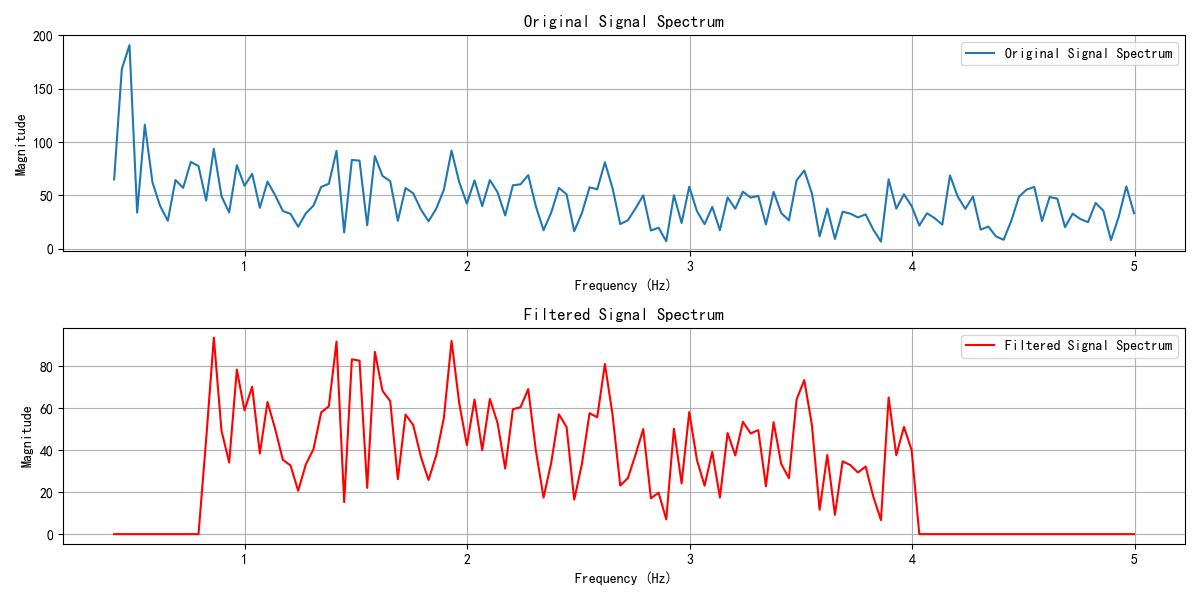 Original Signal Spectrum
200
150
100
50
0
Magnitude
Original Signal Spectrum
1 2 3 4 5
Frequency (Hz)
Filtered Signal Spectrum
80
60
40
20
0
Magnitude
Filtered Signal Spectrum
1 2 3 4 5
Frequency (Hz)